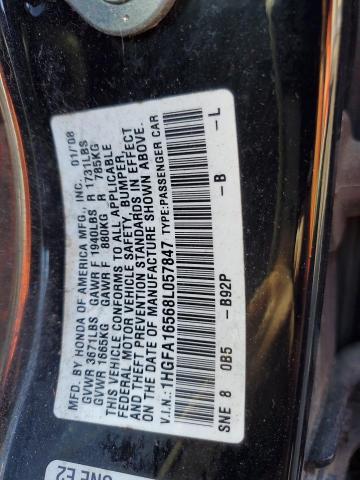 MFD. BY HONDA OF AMERICA MFG., INC. 01/08
GVWR 3671LBS GAWR F 1940LBS R 1731LBS
GVWR 1665KG GAWR F 880KG R 785KG
THIS VEHICLE CONFORMS TO ALL APPLICABLE
FEDERAL MOTOR VEHICLE SAFETY, BUMPER,
AND THEFT PREVENTION STANDARDS IN EFFECT
ON THE DATE OF MANUFACTURE SHOWN ABOVE.
V.I.N.: 1HGFA16568L057847 TYPE: PASSENGER CAR
SNE 8 0B5 -B92P -B -L
SNE E2